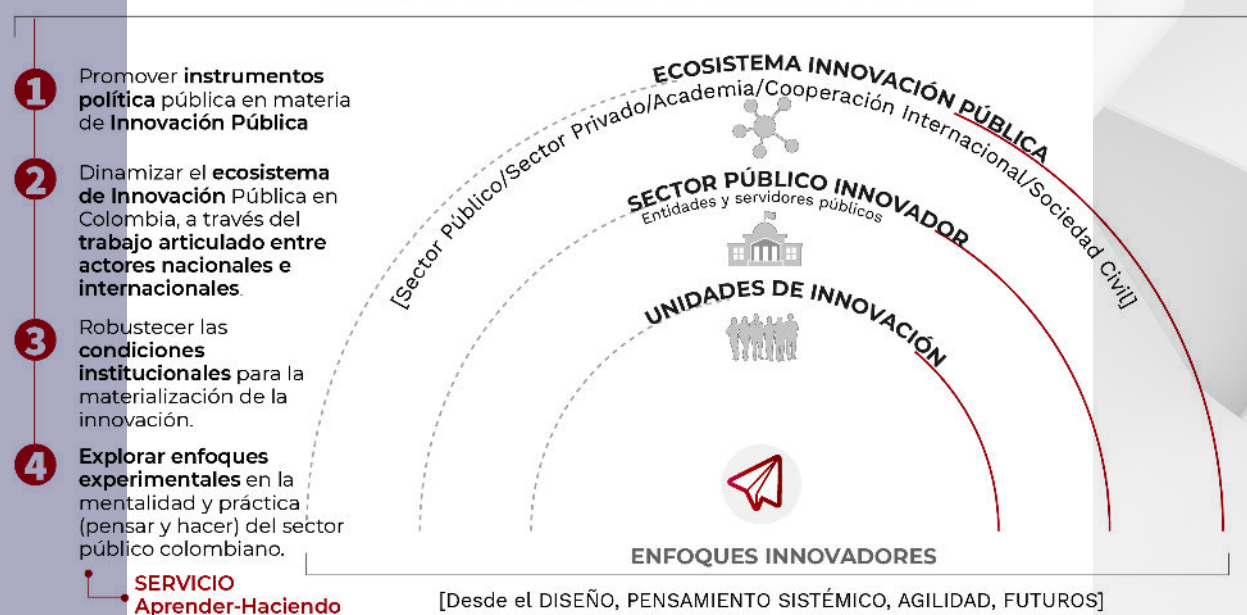 1
Promover instrumentos
política pública en materia
de Innovación Pública
2
Dinamizar el ecosistema
de Innovación Pública en
Colombia, a través del
trabajo articulado entre
actores nacionales e
internacionales.
3
Robustecer las
condiciones
institucionales para la
materialización de la
innovación.
4
Explorar enfoques
experimentales en la
mentalidad y práctica
(pensar y hacer) del sector
público colombiano.
SERVICIO
Aprender-Haciendo
ECOSISTEMA INNOVACIÓN PÚBLICA
[Sector Público/Sector Privado/Academia/Cooperación Internacional/Sociedad Civil]
SECTOR PÚBLICO INNOVADOR
Entidades y servidores públicos
UNIDADES DE INNOVACIÓN
ENFOQUES INNOVADORES
[Desde el DISEÑO, PENSAMIENTO SISTÉMICO, AGILIDAD, FUTUROS]